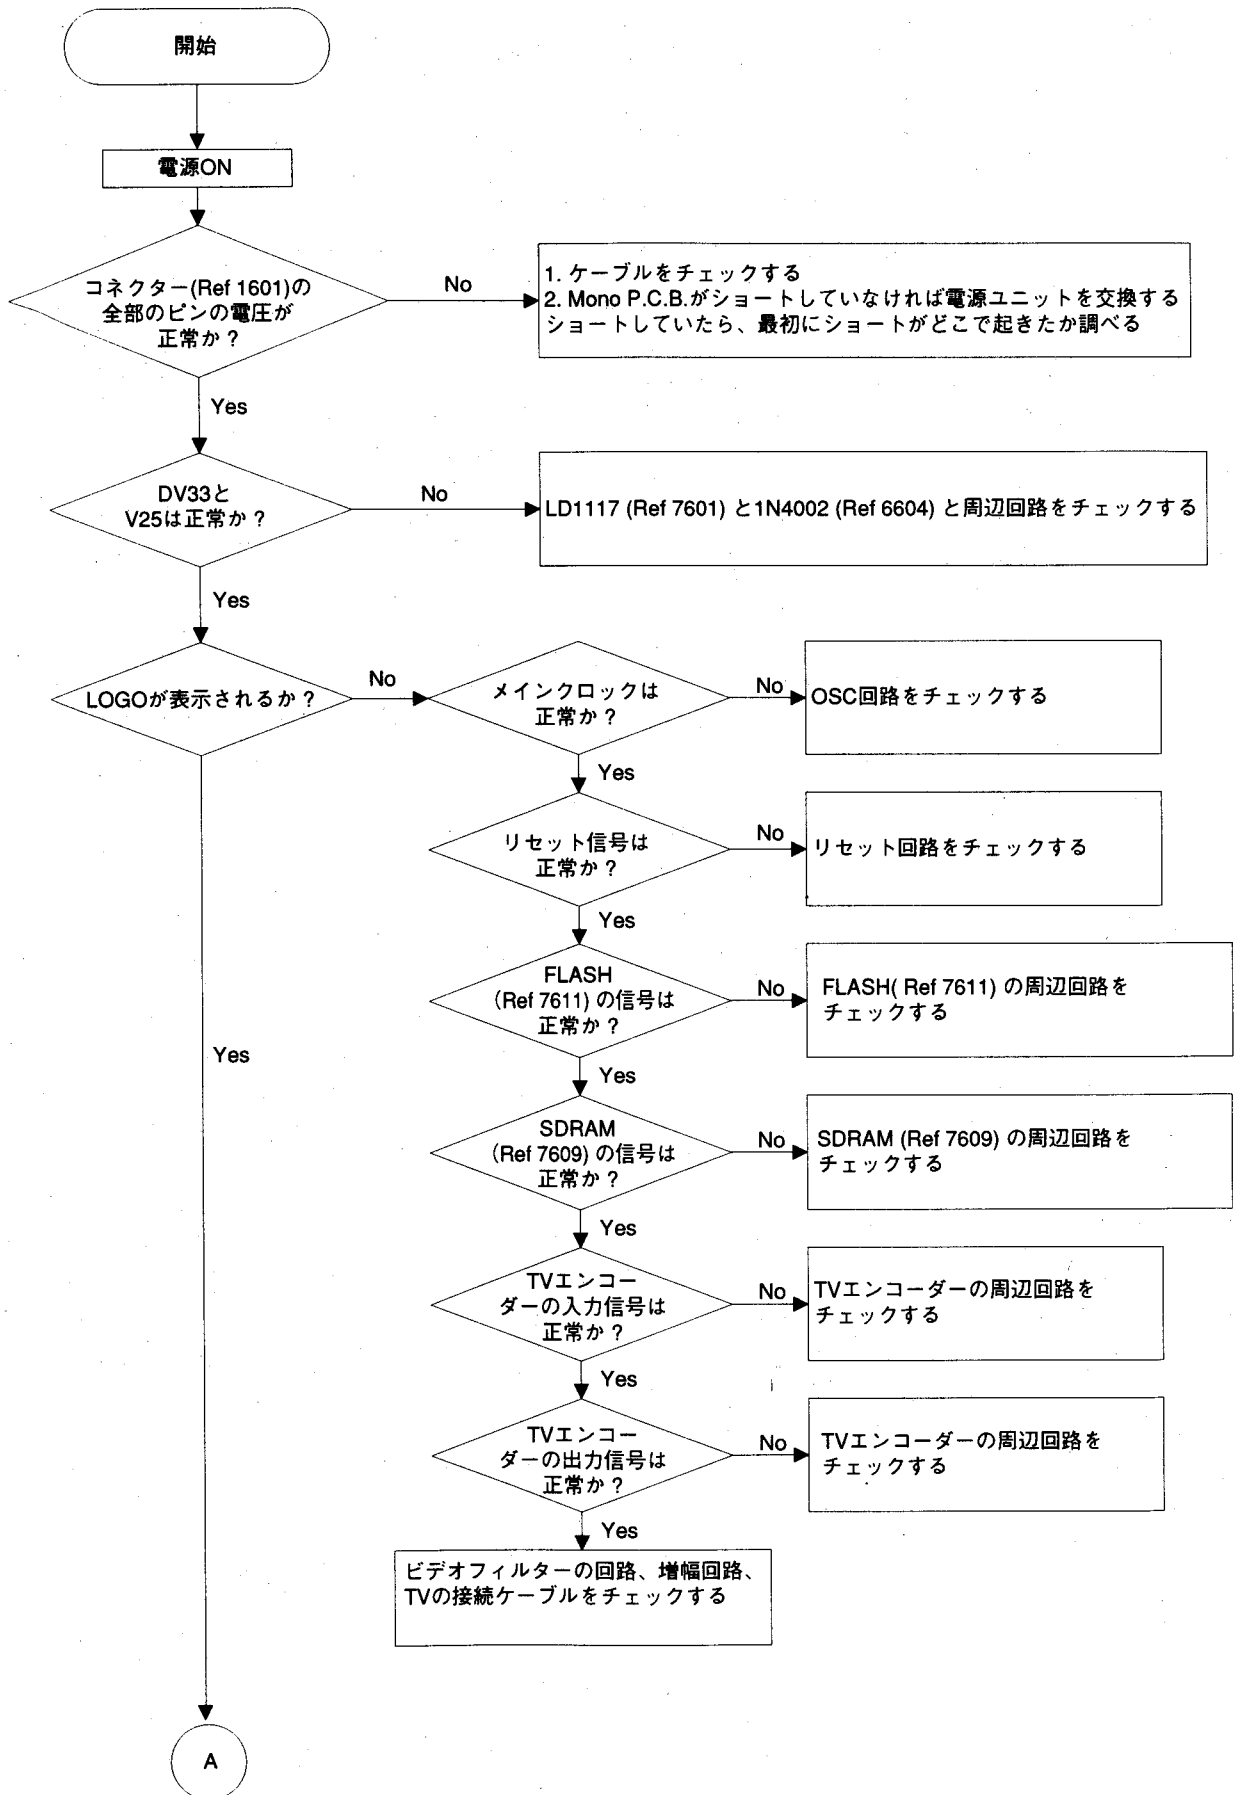 開始
電源ON
コネクター(Ref 1601)の
全部のピンの電圧が
正常か？
No
1. ケーブルをチェックする
2. Mono P.C.B.がショートしていなければ電源ユニットを交換する
ショートしていたら、最初にショートがどこで起きたか調べる
Yes
DV33と
V25は正常か？
No
LD1117 (Ref 7601) と1N4002 (Ref 6604) と周辺回路をチェックする
Yes
LOGOが表示されるか？
No
メインクロックは
正常か？
No
OSC回路をチェックする
Yes
リセット信号は
正常か？
No
リセット回路をチェックする
Yes
FLASH
(Ref 7611) の信号は
正常か？
No
FLASH( Ref 7611) の周辺回路を
チェックする
Yes
Yes
SDRAM
(Ref 7609) の信号は
正常か？
No
SDRAM (Ref 7609) の周辺回路を
チェックする
Yes
TVエンコー
ダーの入力信号は
正常か？
No
TVエンコーダーの周辺回路を
チェックする
Yes
TVエンコー
ダーの出力信号は
正常か？
No
TVエンコーダーの周辺回路を
チェックする
Yes
ビデオフィルターの回路、増幅回路、
TVの接続ケーブルをチェックする
A